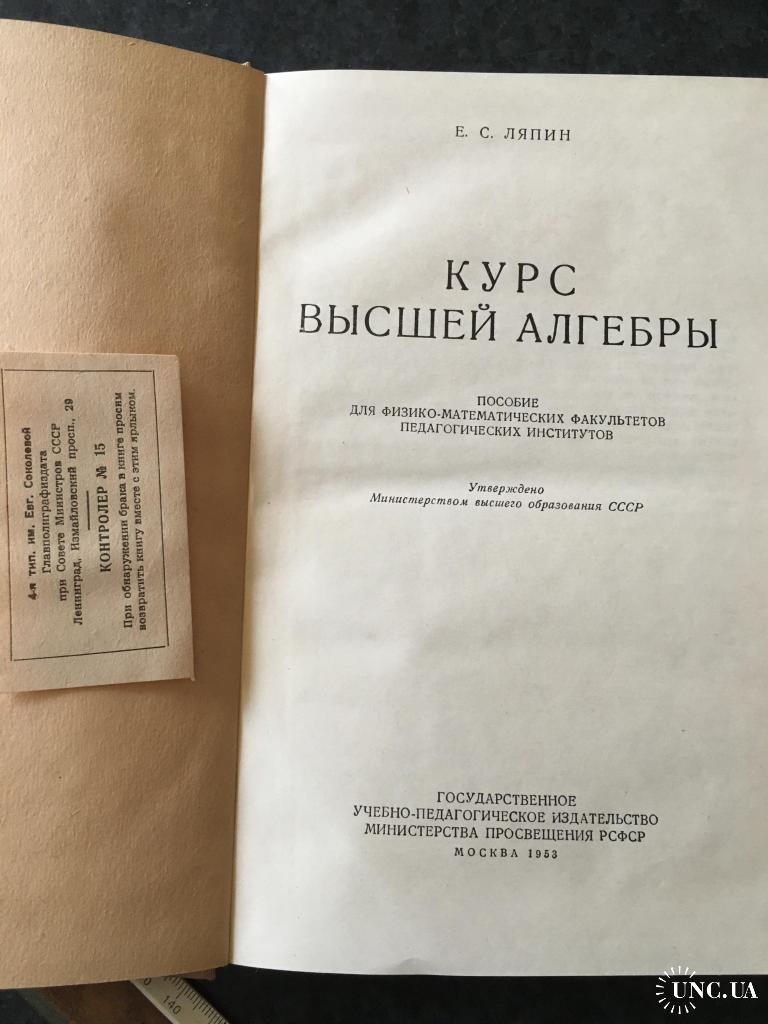 4-я тип. им. Евг. Соколовой
Главполиграфиздата
при Совете Министров СССР
Ленинград, Измайловский просп., 29
КОНТРОЛЕР № 15
При обнаружении брака в книге просим
возвратить книгу вместе с этим ярлыком.
Е. С. ЛЯПИН
КУРС
ВЫСШЕЙ АЛГЕБРЫ
ПОСОБИЕ
ДЛЯ ФИЗИКО-МАТЕМАТИЧЕСКИХ ФАКУЛЬТЕТОВ
ПЕДАГОГИЧЕСКИХ ИНСТИТУТОВ
Утверждено
Министерством высшего образования СССР
ГОСУДАРСТВЕННОЕ
УЧЕБНО-ПЕДАГОГИЧЕСКОЕ ИЗДАТЕЛЬСТВО
МИНИСТЕРСТВА ПРОСВЕЩЕНИЯ РСФСР
МОСКВА 1953
140
UNC.UA